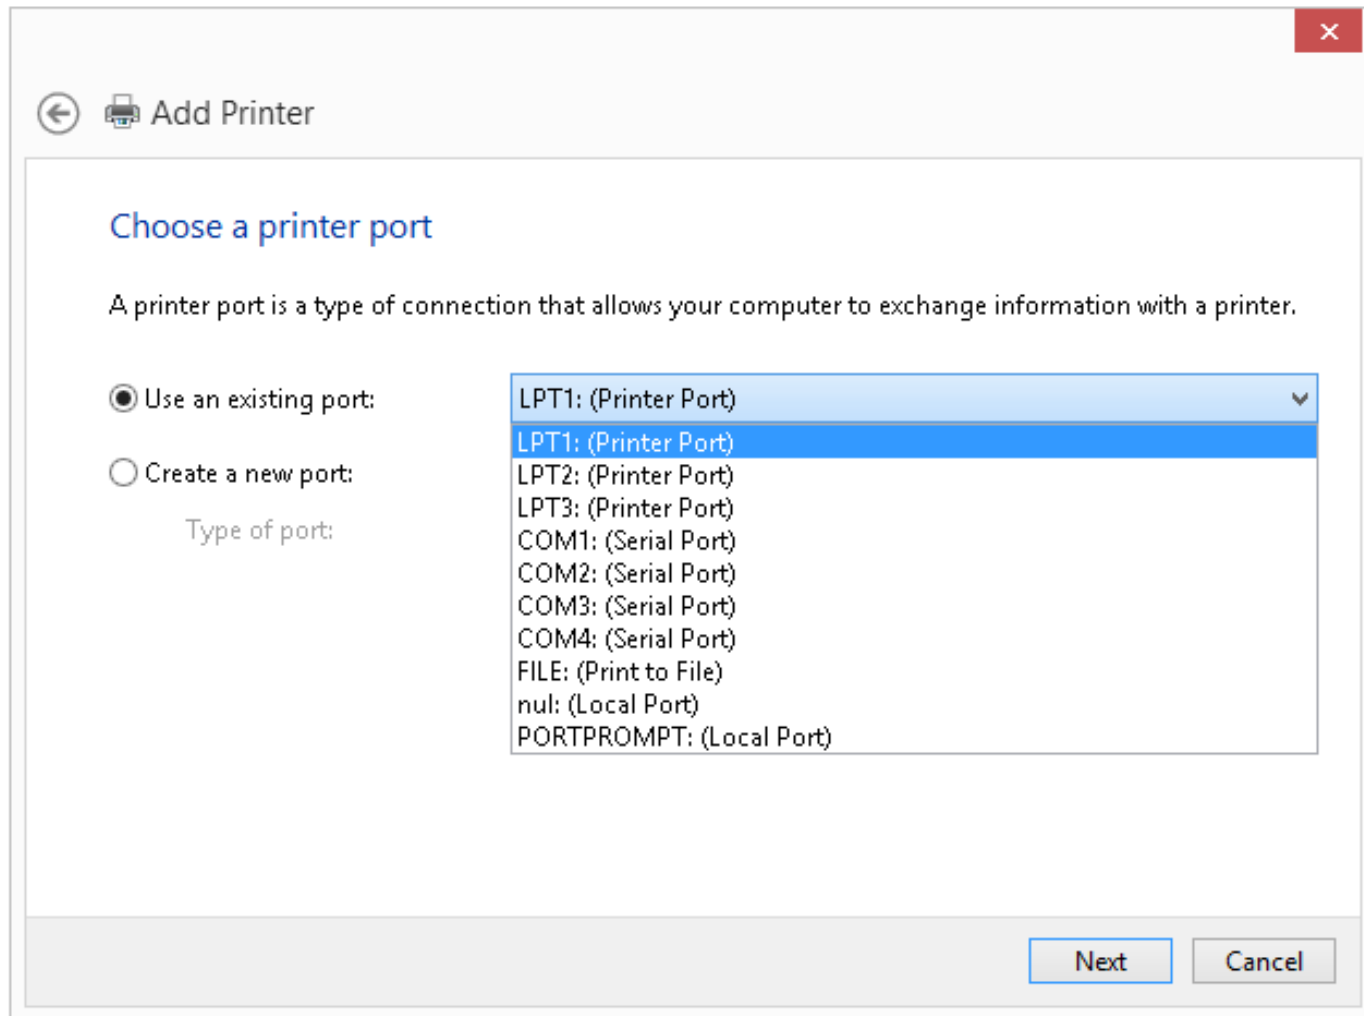 Add Printer
Choose a printer port
A printer port is a type of connection that allows your computer to exchange information with a printer.
Use an existing port: LPT1: (Printer Port)
LPT1: (Printer Port)
Create a new port: LPT2: (Printer Port)
LPT3: (Printer Port)
Type of port: COM1: (Serial Port)
COM2: (Serial Port)
COM3: (Serial Port)
COM4: (Serial Port)
FILE: (Print to File)
nul: (Local Port)
PORTPROMPT: (Local Port)
Next Cancel